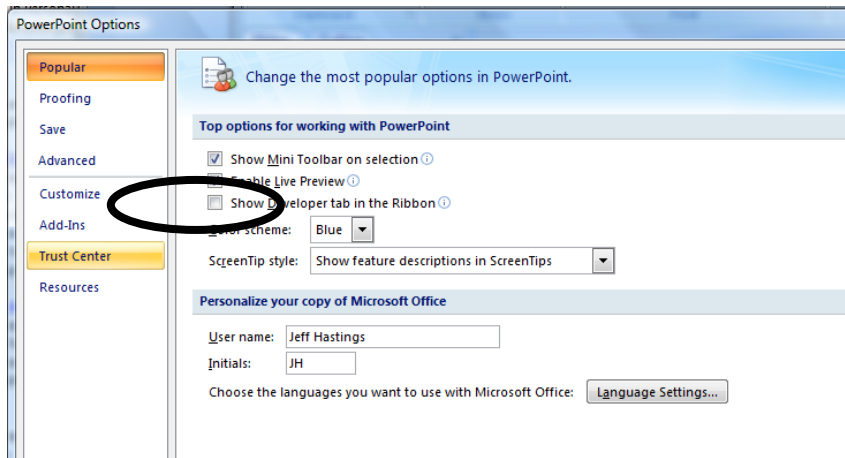 PowerPoint Options
Popular
Proofing
Save
Advanced
Customize
Add-Ins
Trust Center
Resources
Change the most popular options in PowerPoint.
Top options for working with PowerPoint
Show Mini Toolbar on selection
Enable Live Preview
Show Developer tab in the Ribbon
Color scheme: Blue
ScreenTip style: Show feature descriptions in ScreenTips
Personalize your copy of Microsoft Office
User name: Jeff Hastings
Initials: JH
Choose the languages you want to use with Microsoft Office: Language Settings...